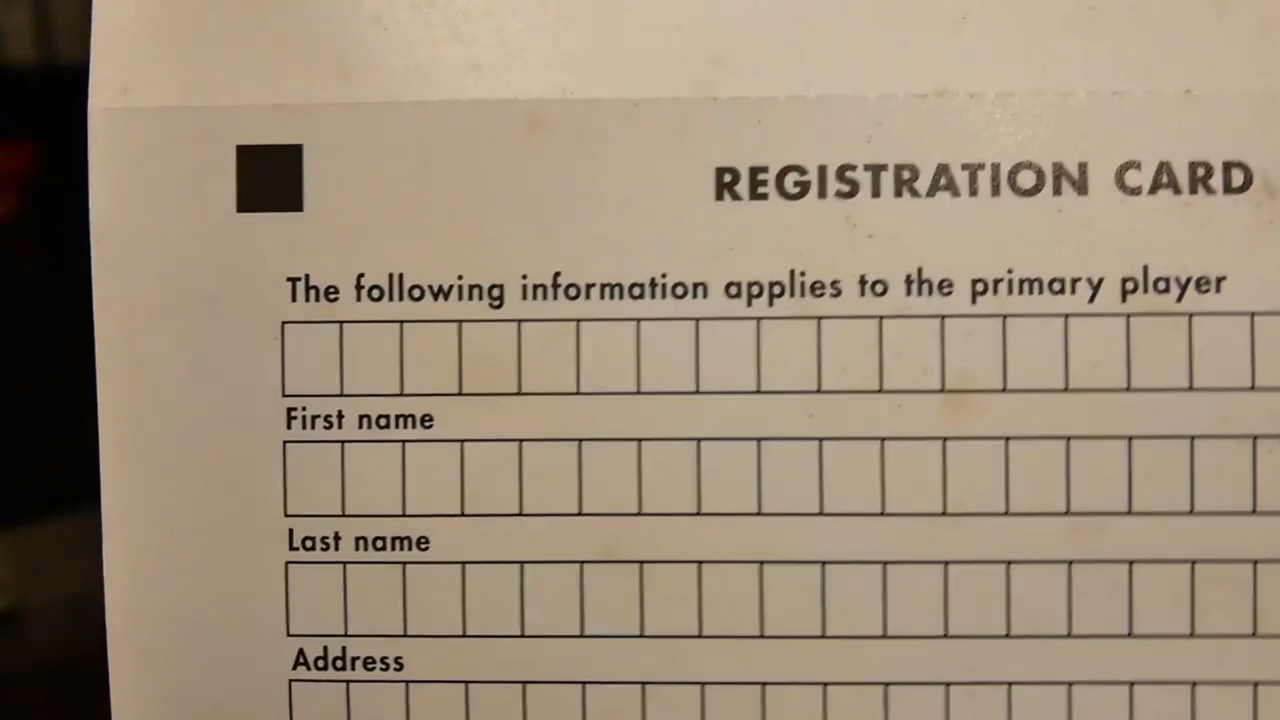 REGISTRATION CARD
The following information applies to the primary player
First name
Last name
Address